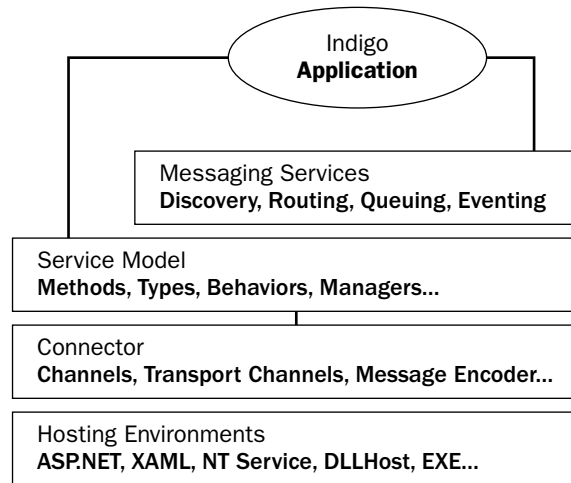 Indigo
Application
Messaging Services
Discovery, Routing, Queuing, Eventing
Service Model
Methods, Types, Behaviors, Managers...
Connector
Channels, Transport Channels, Message Encoder...
Hosting Environments
ASP.NET, XAML, NT Service, DLLHost, EXE...